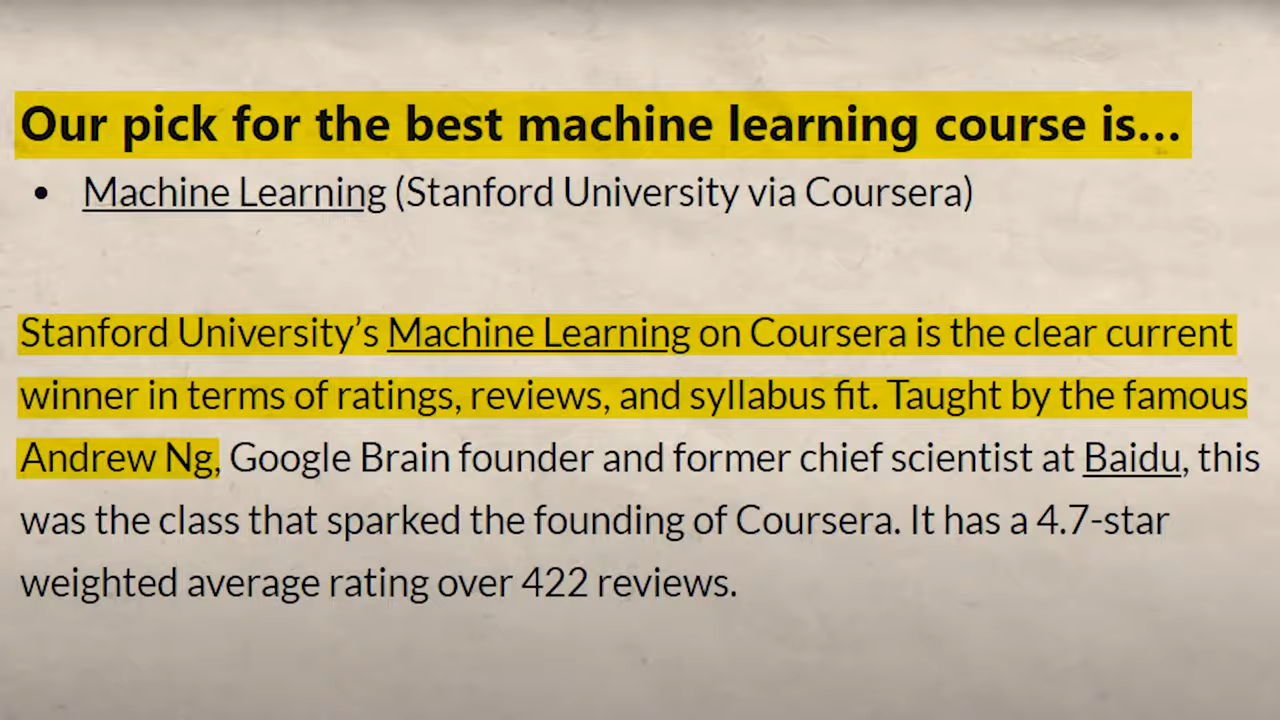 Our pick for the best machine learning course is...
• Machine Learning (Stanford University via Coursera)
Stanford University’s Machine Learning on Coursera is the clear current
winner in terms of ratings, reviews, and syllabus fit. Taught by the famous
Andrew Ng, Google Brain founder and former chief scientist at Baidu, this
was the class that sparked the founding of Coursera. It has a 4.7-star
weighted average rating over 422 reviews.